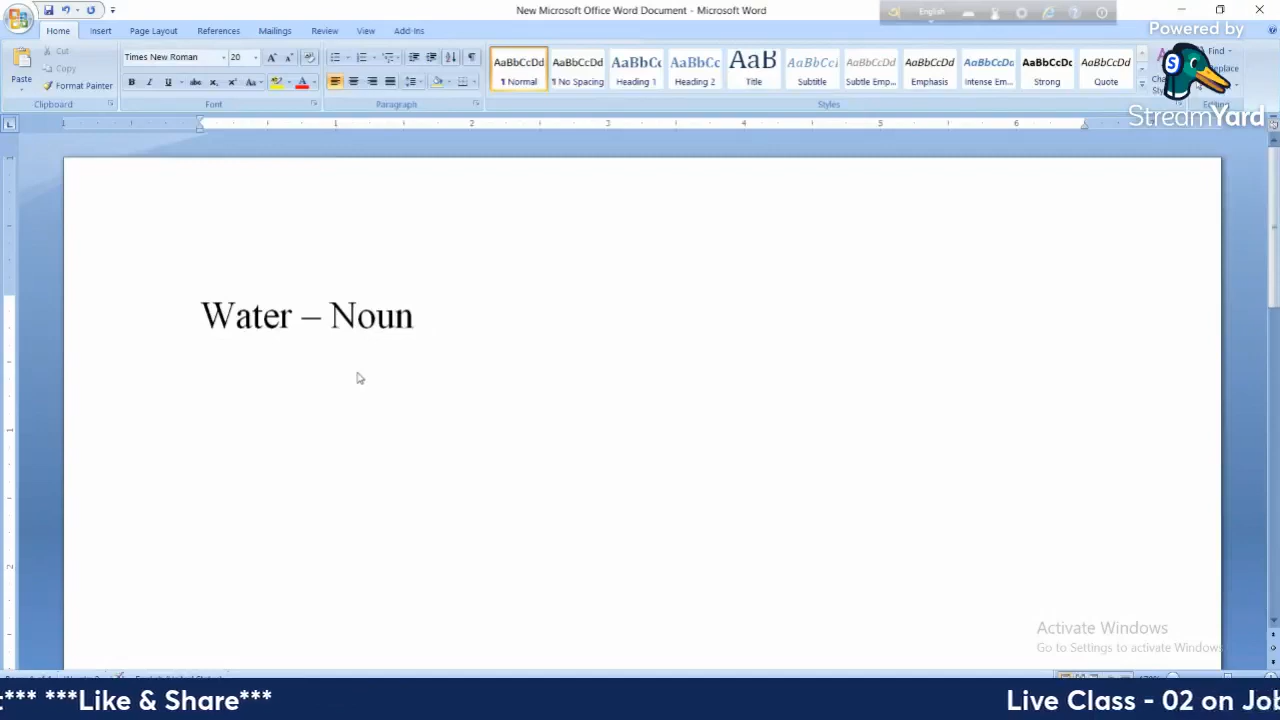 New Microsoft Office Word Document - Microsoft Word
English
Powered by
StreamYard
Home Insert Page Layout References Mailings Review View Add-Ins
Paste
Cut
Copy
Format Painter
Clipboard
Times New Roman 20
Font
Paragraph
AaBbCcDd AaBbCcDd AaBbCc AaBbCc AaB AaBbCcI AaBbCcDd AaBbCcDd AaBbCcDd AaBbCcDc AaBbCcDd
¶ Normal ¶ No Spacing Heading 1 Heading 2 Title Subtitle Subtle Emp... Emphasis Intense Em... Strong Quote
Styles
Find
Replace
Editing
Water – Noun
Activate Windows
Go to Settings to activate Windows
t*** ***Like & Share***
Live Class - 02 on Job